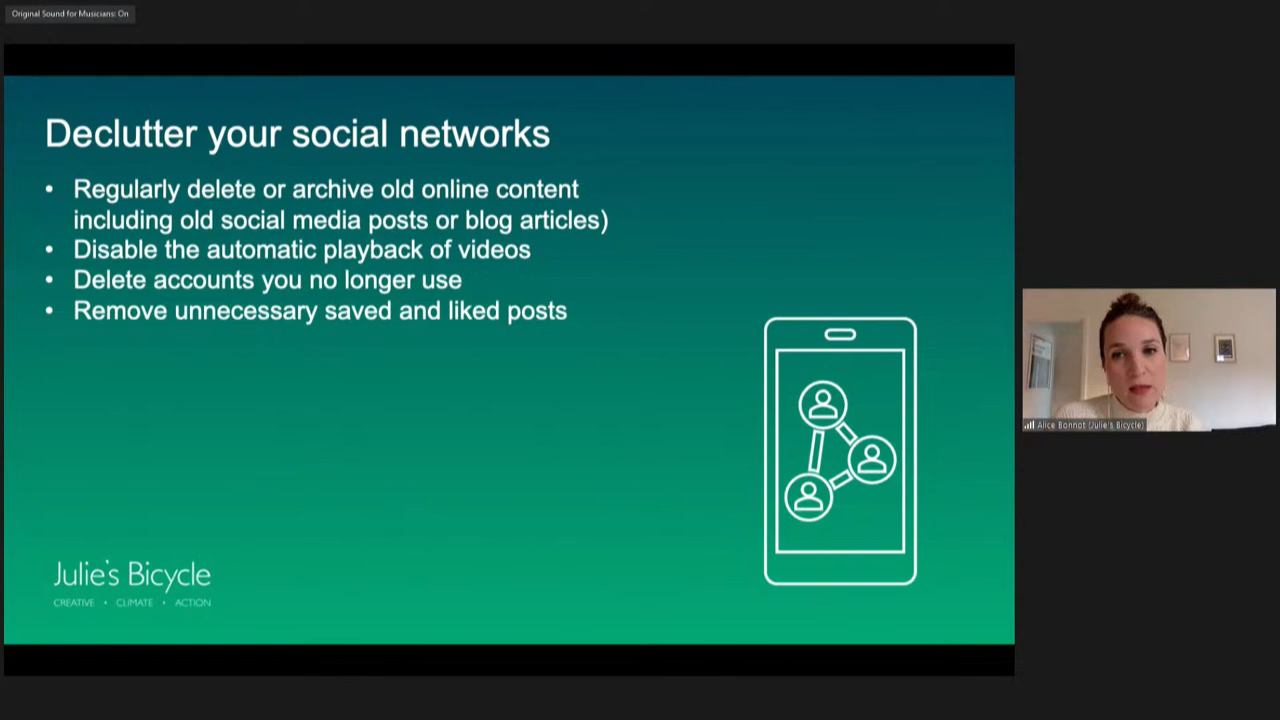 Original Sound for Musicians: On
Declutter your social networks
• Regularly delete or archive old online content
including old social media posts or blog articles)
• Disable the automatic playback of videos
• Delete accounts you no longer use
• Remove unnecessary saved and liked posts
Alice Bonnot (Julie's Bicycle)
Julie's Bicycle
CREATIVE • CLIMATE • ACTION